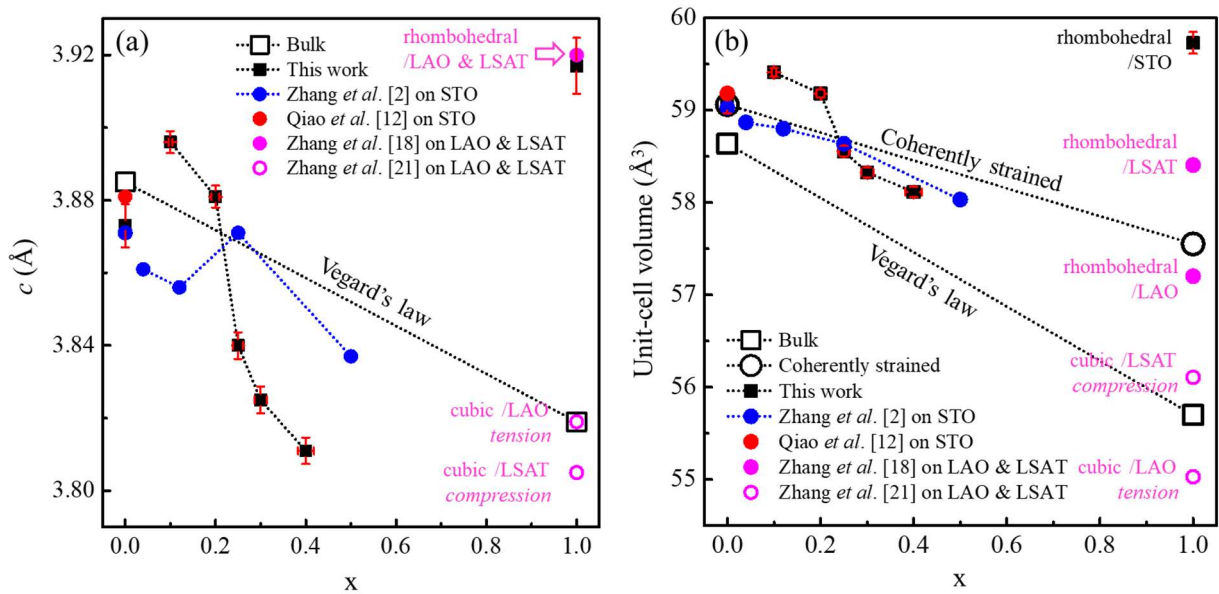 (a)
Bulk
This work
Zhang et al. [2] on STO
Qiao et al. [12] on STO
Zhang et al. [18] on LAO & LSAT
Zhang et al. [21] on LAO & LSAT
rhombohedral
/LAO & LSAT
Vegard's law
cubic /LAO
tension
cubic /LSAT
compression
3.92
3.88
3.84
3.80
c (Å)
0.0 0.2 0.4 0.6 0.8 1.0
x
(b)
rhombohedral
/STO
Coherently strained
rhombohedral
/LSAT
rhombohedral
/LAO
Vegard's law
cubic /LSAT
compression
cubic /LAO
tension
Bulk
Coherently strained
This work
Zhang et al. [2] on STO
Qiao et al. [12] on STO
Zhang et al. [18] on LAO & LSAT
Zhang et al. [21] on LAO & LSAT
60
59
58
57
56
55
Unit-cell volume (Å³)
0.0 0.2 0.4 0.6 0.8 1.0
x